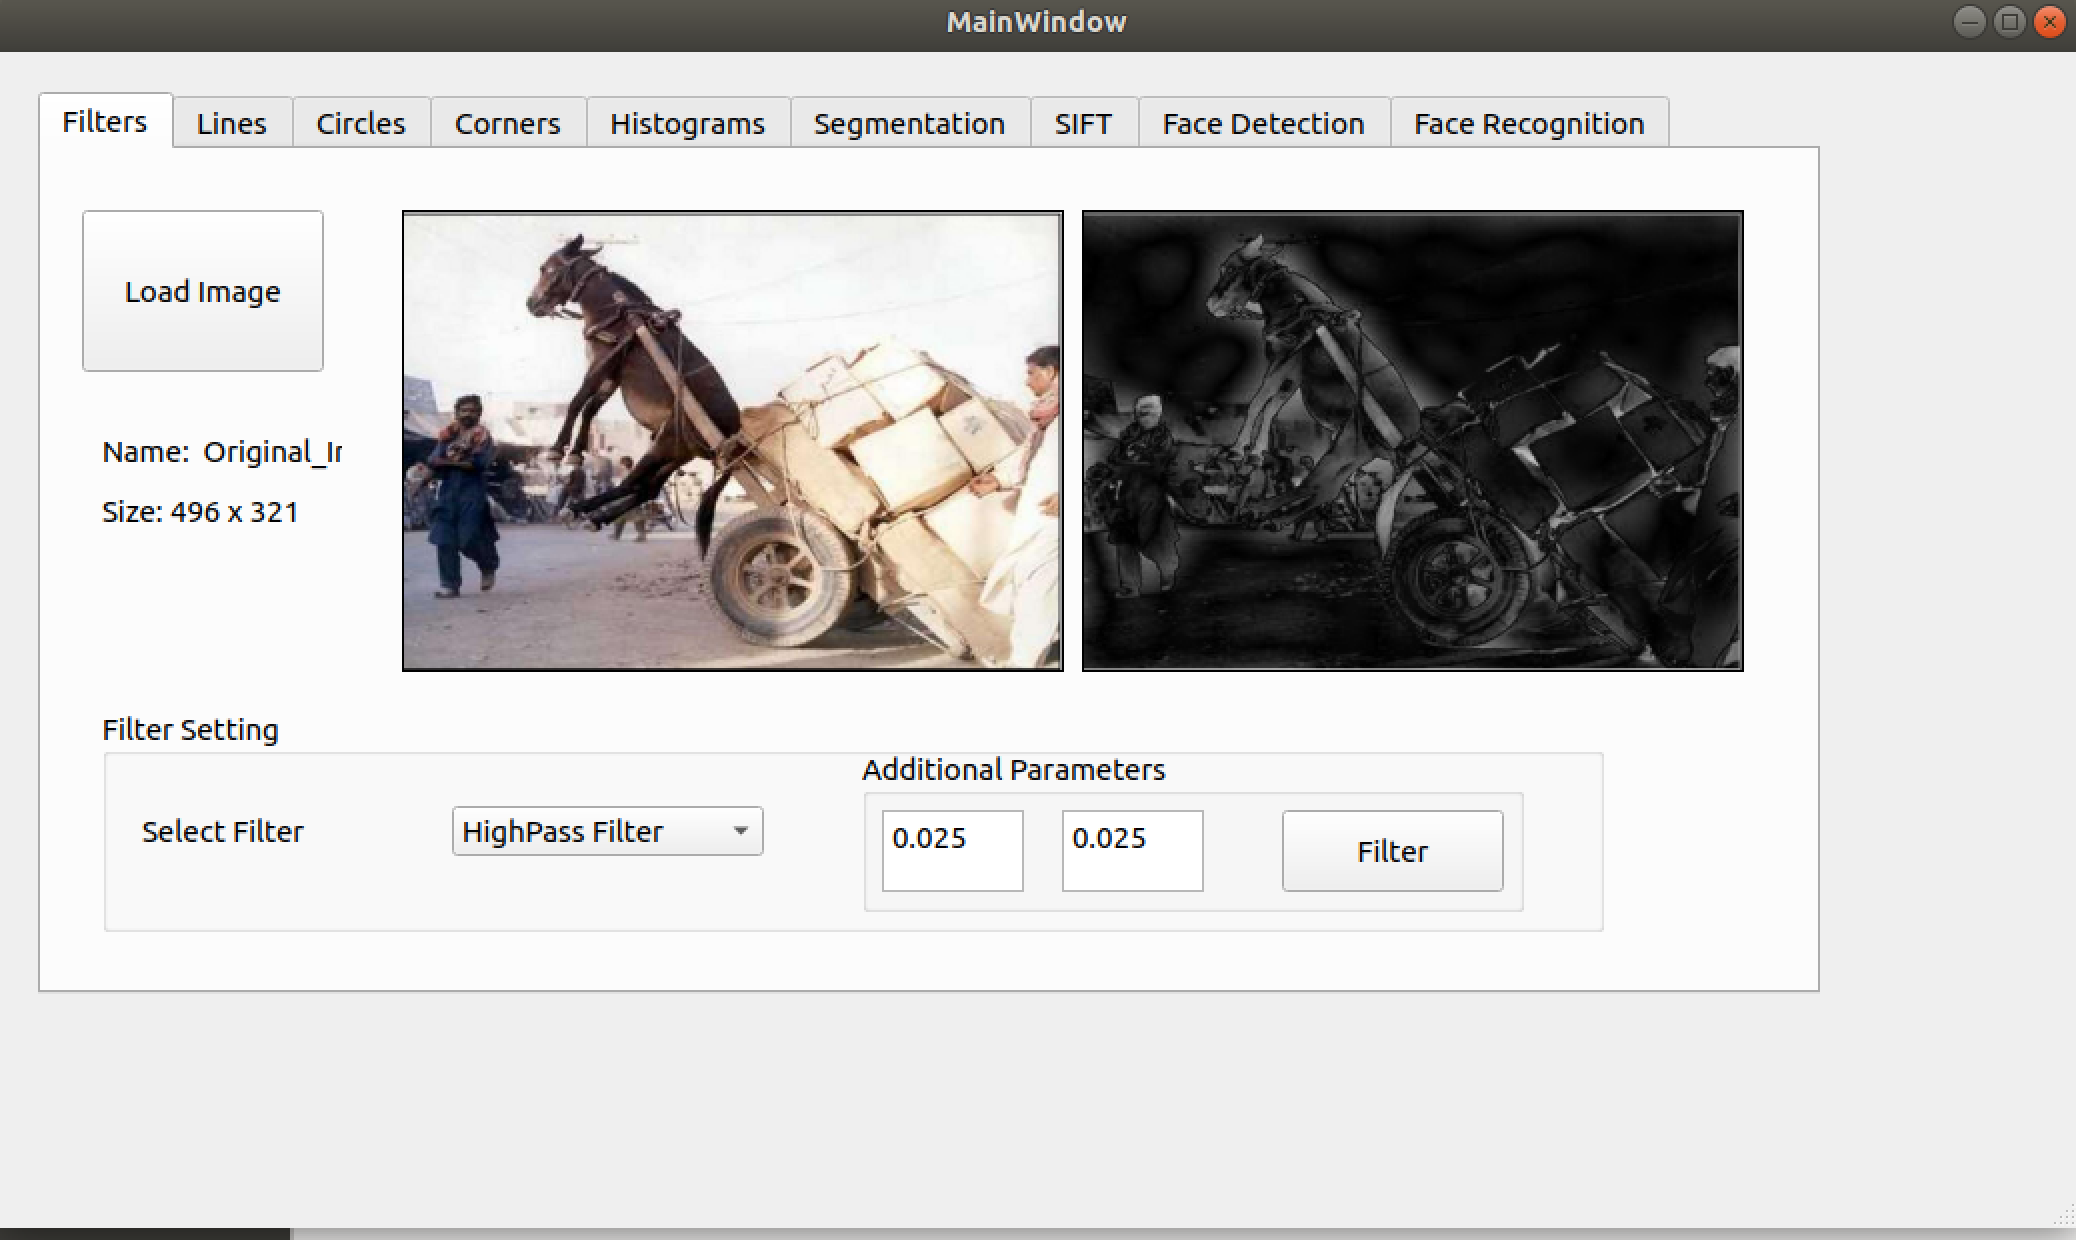 MainWindow
Filters Lines Circles Corners Histograms Segmentation SIFT Face Detection Face Recognition
Load Image
Name: Original_Ir
Size: 496 x 321
Filter Setting
Additional Parameters
Select Filter HighPass Filter 0.025 0.025 Filter